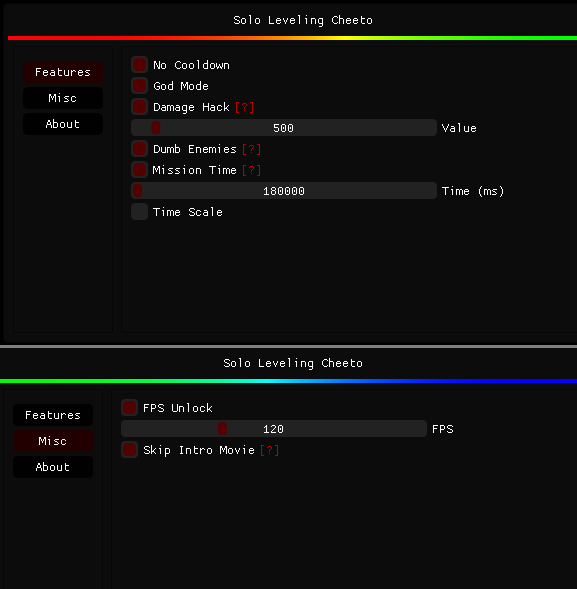 Solo Leveling Cheeto
Features
Misc
About
No Cooldown
God Mode
Damage Hack [?]
500 Value
Dumb Enemies [?]
Mission Time [?]
180000 Time (ms)
Time Scale
Solo Leveling Cheeto
Features
Misc
About
FPS Unlock
120 FPS
Skip Intro Movie [?]